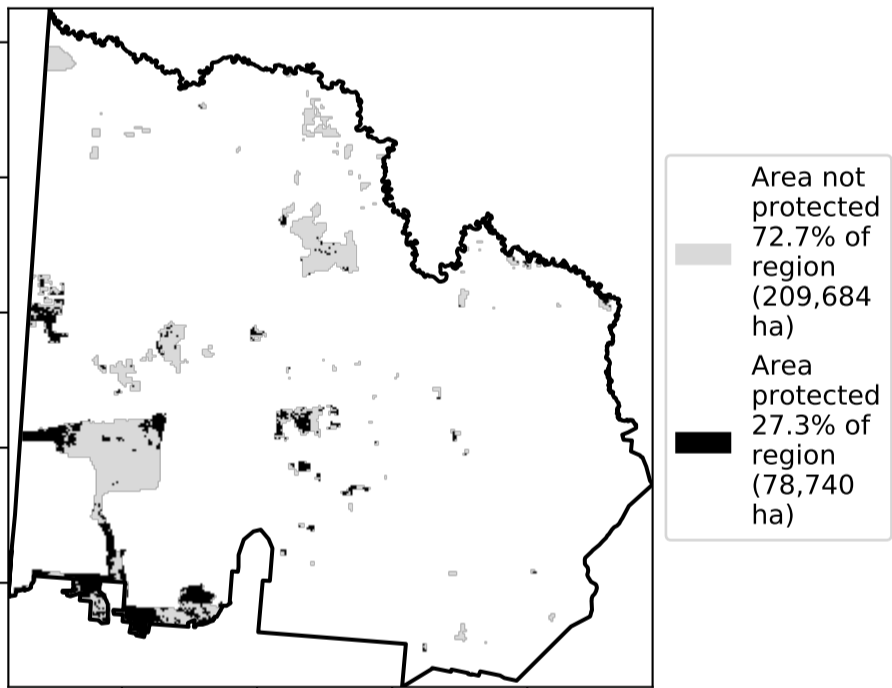 Area not
protected
72.7% of
region
(209,684
ha)
Area
protected
27.3% of
region
(78,740
ha)